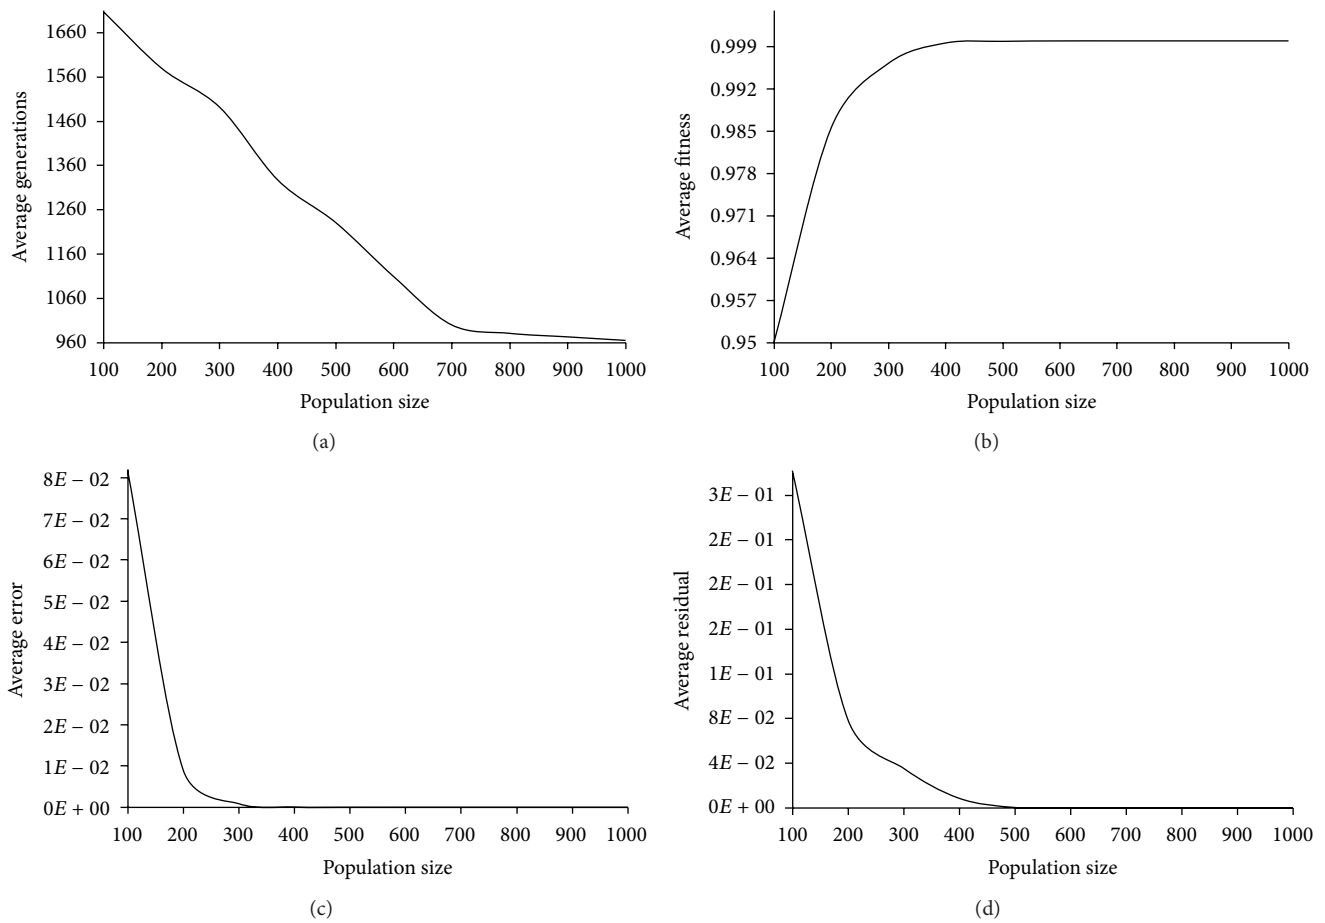 Average generations
1660
1560
1460
1360
1260
1160
1060
960
100 200 300 400 500 600 700 800 900 1000
Population size
(a)
Average fitness
0.999
0.992
0.985
0.978
0.971
0.964
0.957
0.95
100 200 300 400 500 600 700 800 900 1000
Population size
(b)
Average error
8E − 02
7E − 02
6E − 02
5E − 02
4E − 02
3E − 02
2E − 02
1E − 02
0E + 00
100 200 300 400 500 600 700 800 900 1000
Population size
(c)
Average residual
3E − 01
2E − 01
2E − 01
2E − 01
1E − 01
8E − 02
4E − 02
0E + 00
100 200 300 400 500 600 700 800 900 1000
Population size
(d)